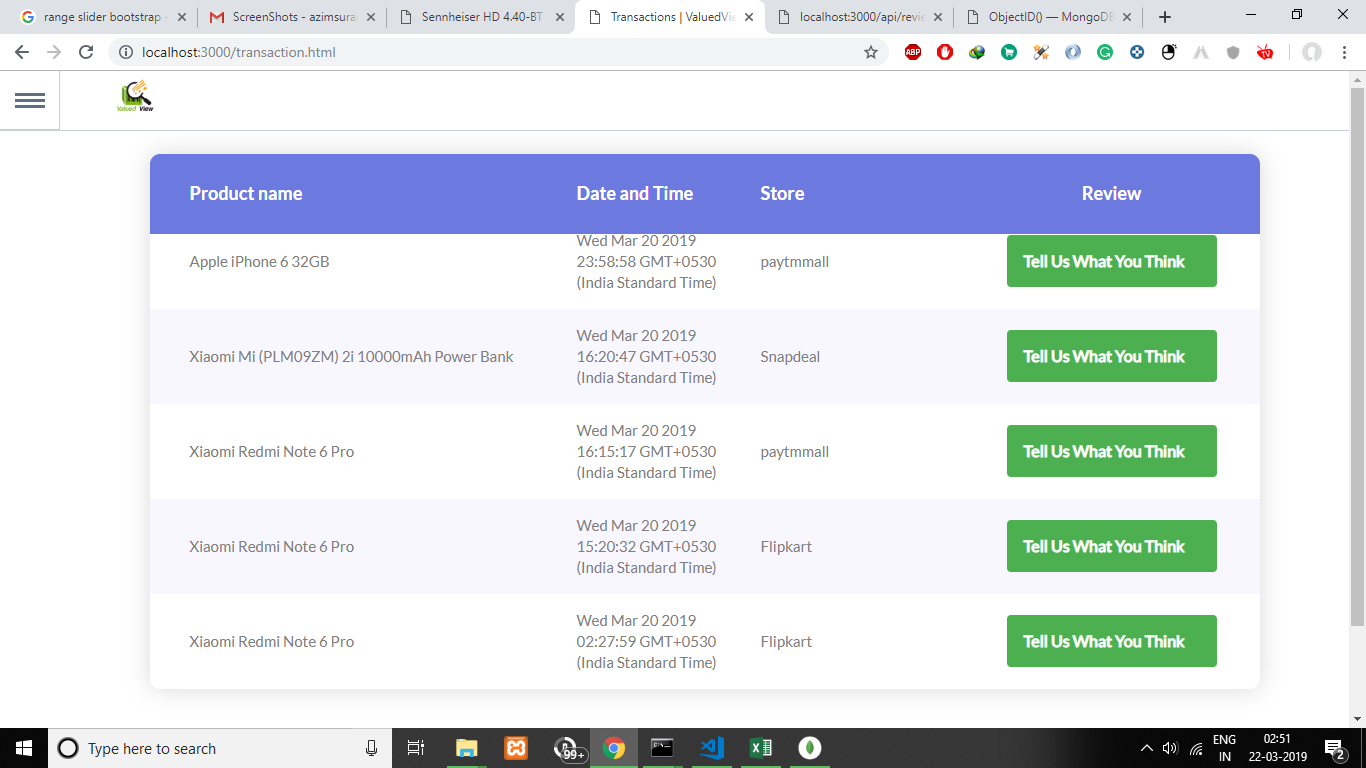 range slider bootstrap -
ScreenShots - azimsura
Sennheiser HD 4.40-BT
Transactions | ValuedVie
localhost:3000/api/revie
ObjectID() — MongoDB
localhost:3000/transaction.html
ABP
TV
Valued View
Product name
Date and Time
Store
Review
Apple iPhone 6 32GB
Wed Mar 20 2019
23:58:58 GMT+0530
(India Standard Time)
paytmmall
Tell Us What You Think
Xiaomi Mi (PLM09ZM) 2i 10000mAh Power Bank
Wed Mar 20 2019
16:20:47 GMT+0530
(India Standard Time)
Snapdeal
Tell Us What You Think
Xiaomi Redmi Note 6 Pro
Wed Mar 20 2019
16:15:17 GMT+0530
(India Standard Time)
paytmmall
Tell Us What You Think
Xiaomi Redmi Note 6 Pro
Wed Mar 20 2019
15:20:32 GMT+0530
(India Standard Time)
Flipkart
Tell Us What You Think
Xiaomi Redmi Note 6 Pro
Wed Mar 20 2019
02:27:59 GMT+0530
(India Standard Time)
Flipkart
Tell Us What You Think
Type here to search
99+
ENG
IN
02:51
22-03-2019
2